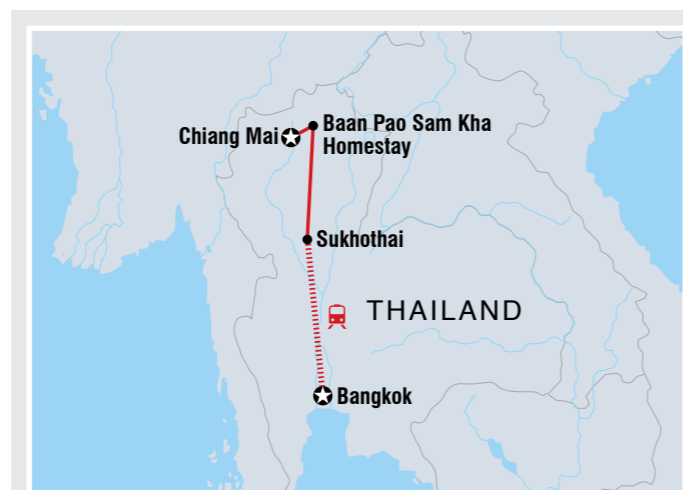 Baan Pao Sam Kha
Chiang Mai
Homestay
Sukhothai
THAILAND
Bangkok